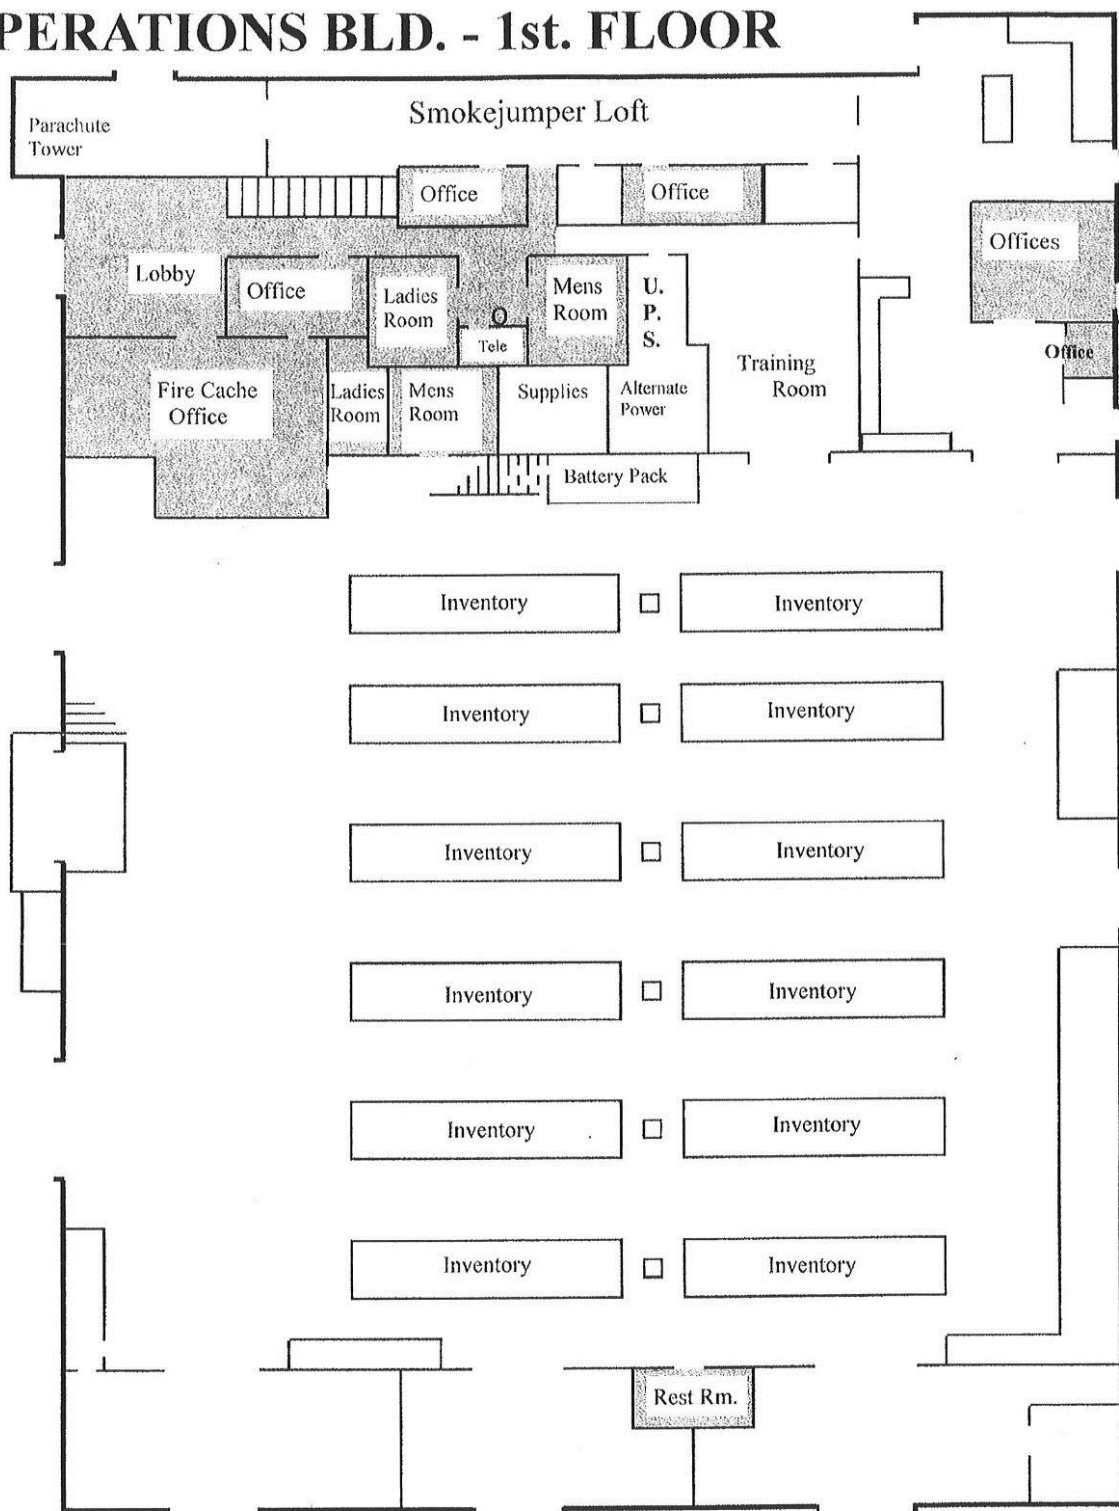 PERATIONS BLD. - 1st. FLOOR
Smokejumper Loft
Parachute
Tower
Office
Office
Offices
Lobby
Office
Ladies
Room
Mens
Room
U.
P.
S.
O
Tele
Office
Training
Room
Fire Cache
Office
Ladies
Room
Mens
Room
Supplies
Alternate
Power
Battery Pack
Inventory
Inventory
Inventory
Inventory
Inventory
Inventory
Inventory
Inventory
Inventory
Inventory
Inventory
Inventory
Rest Rm.